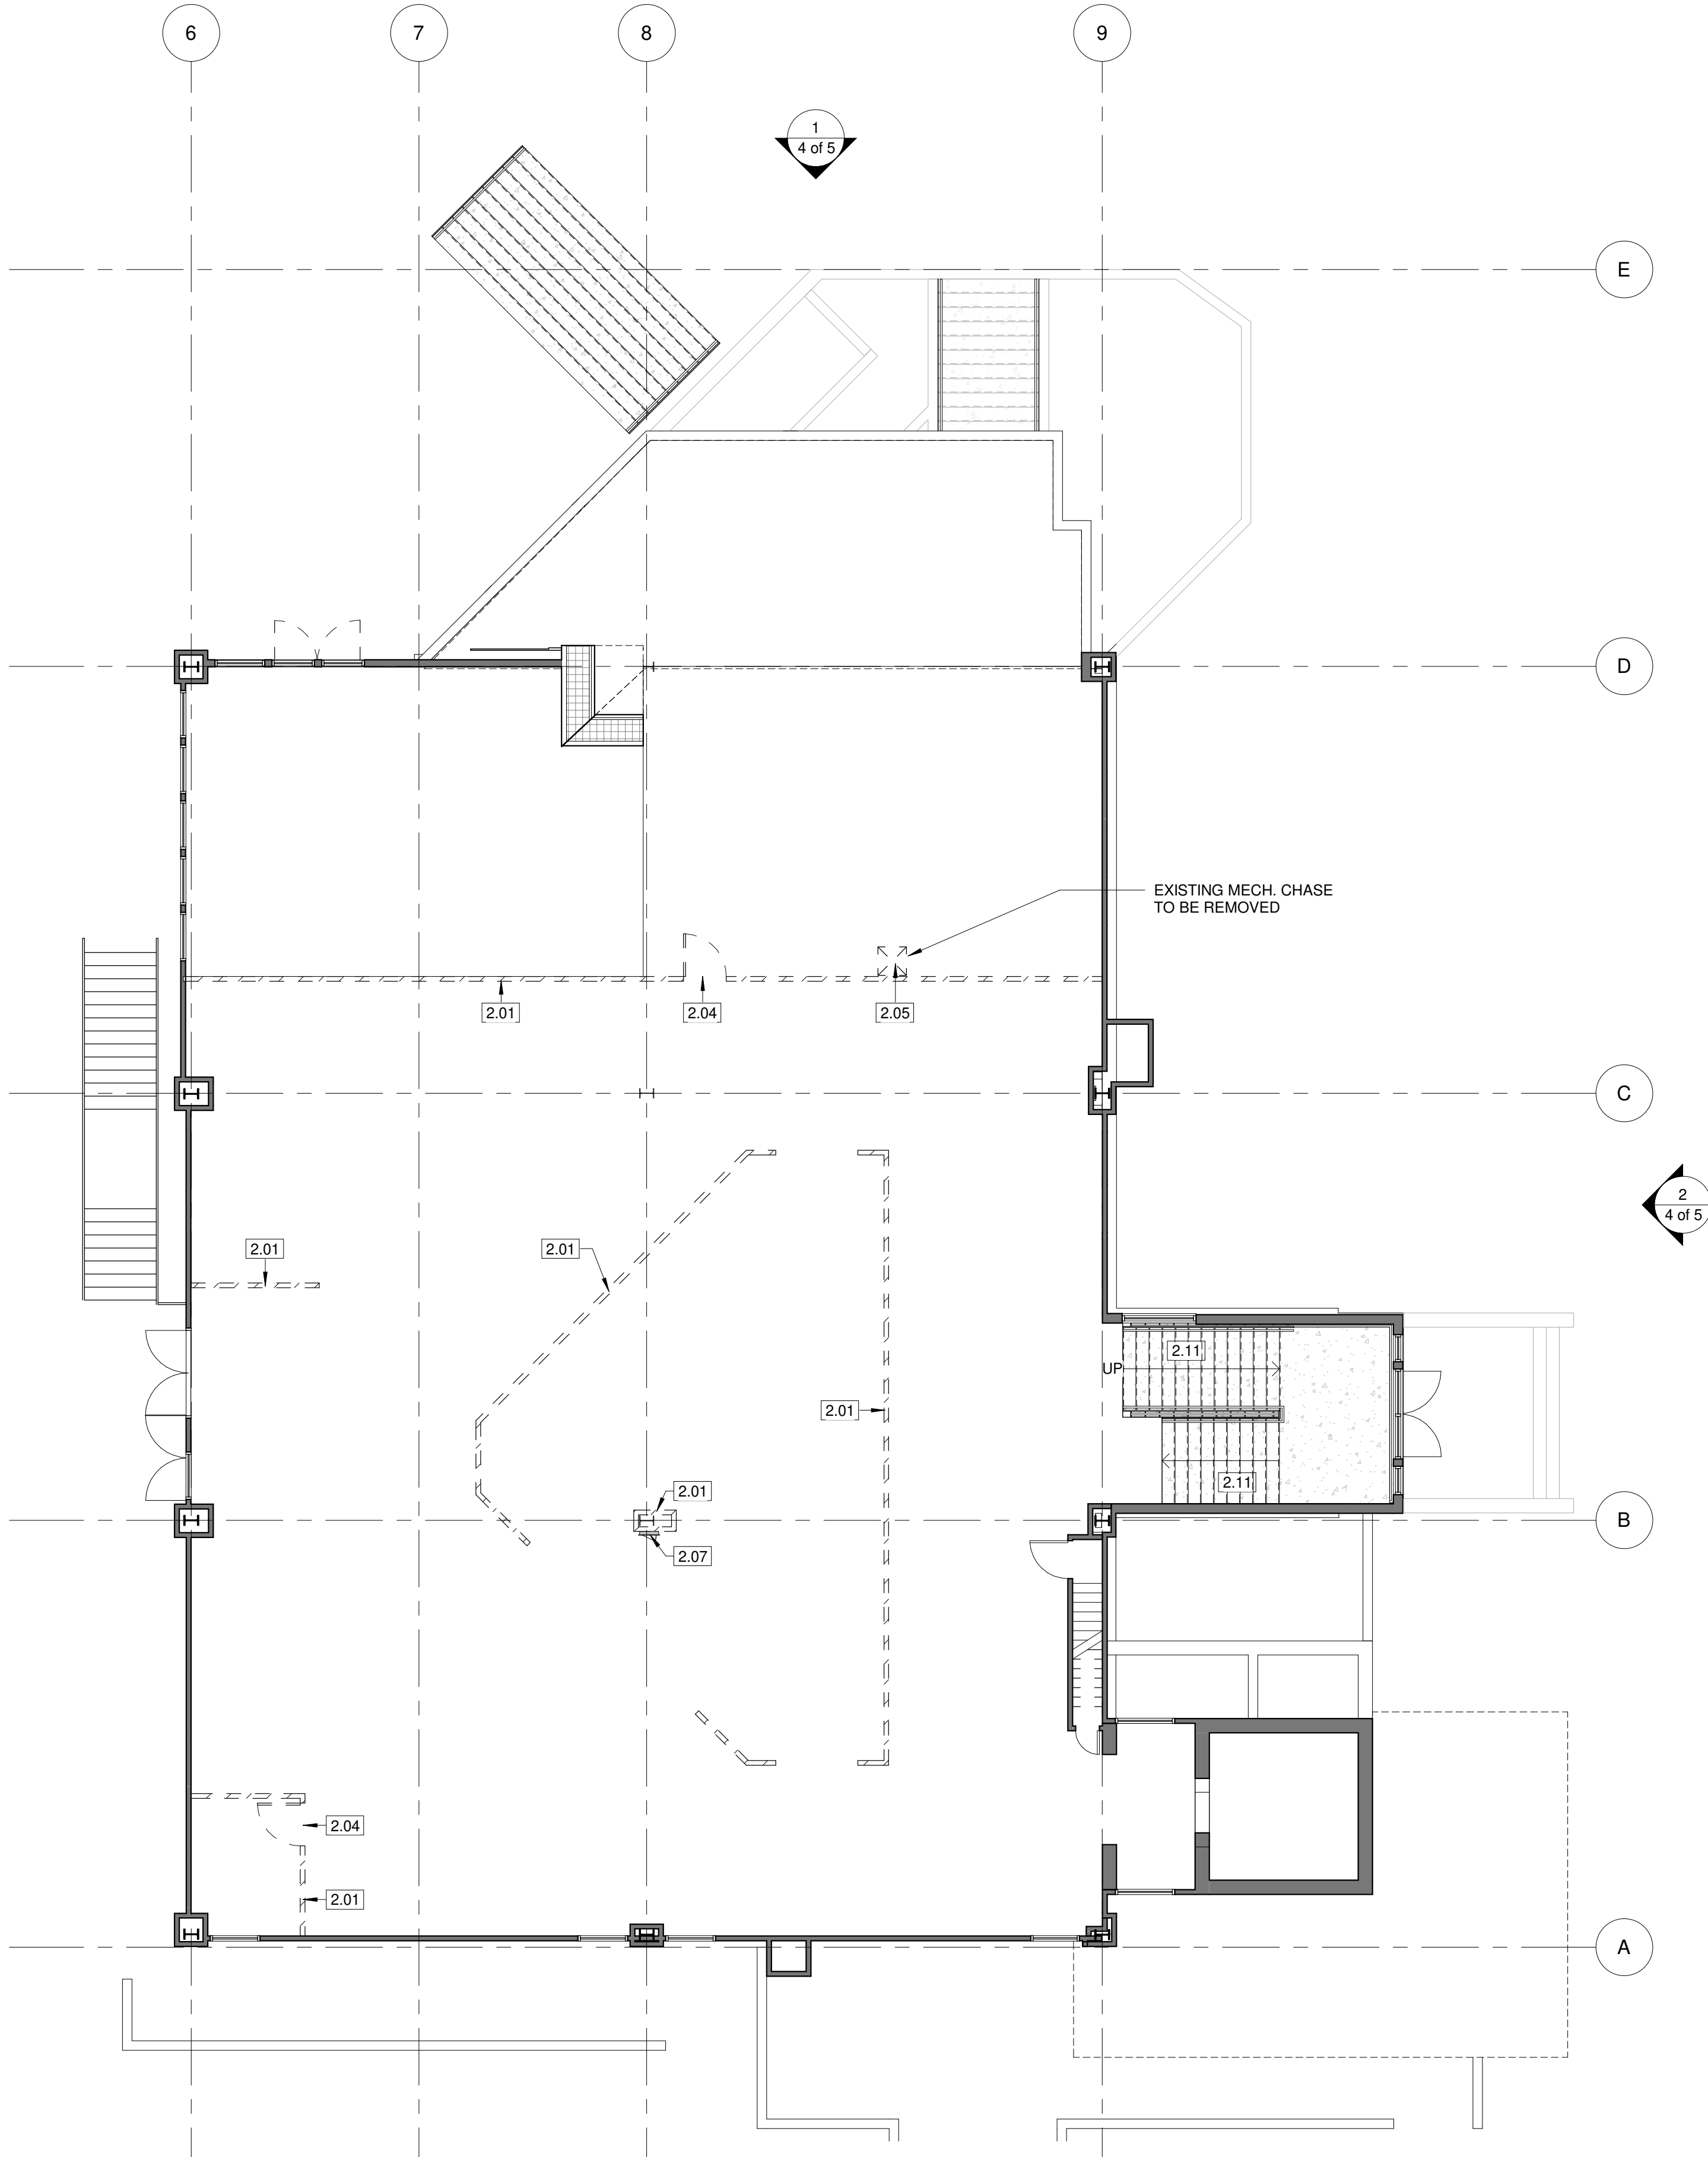 6
7
8
9
1
4 of 5
E
D
EXISTING MECH. CHASE
TO BE REMOVED
2.01
2.04
2.05
C
2
4 of 5
2.01
2.01
2.11
UP
2.01
2.11
2.01
B
2.07
2.04
2.01
A